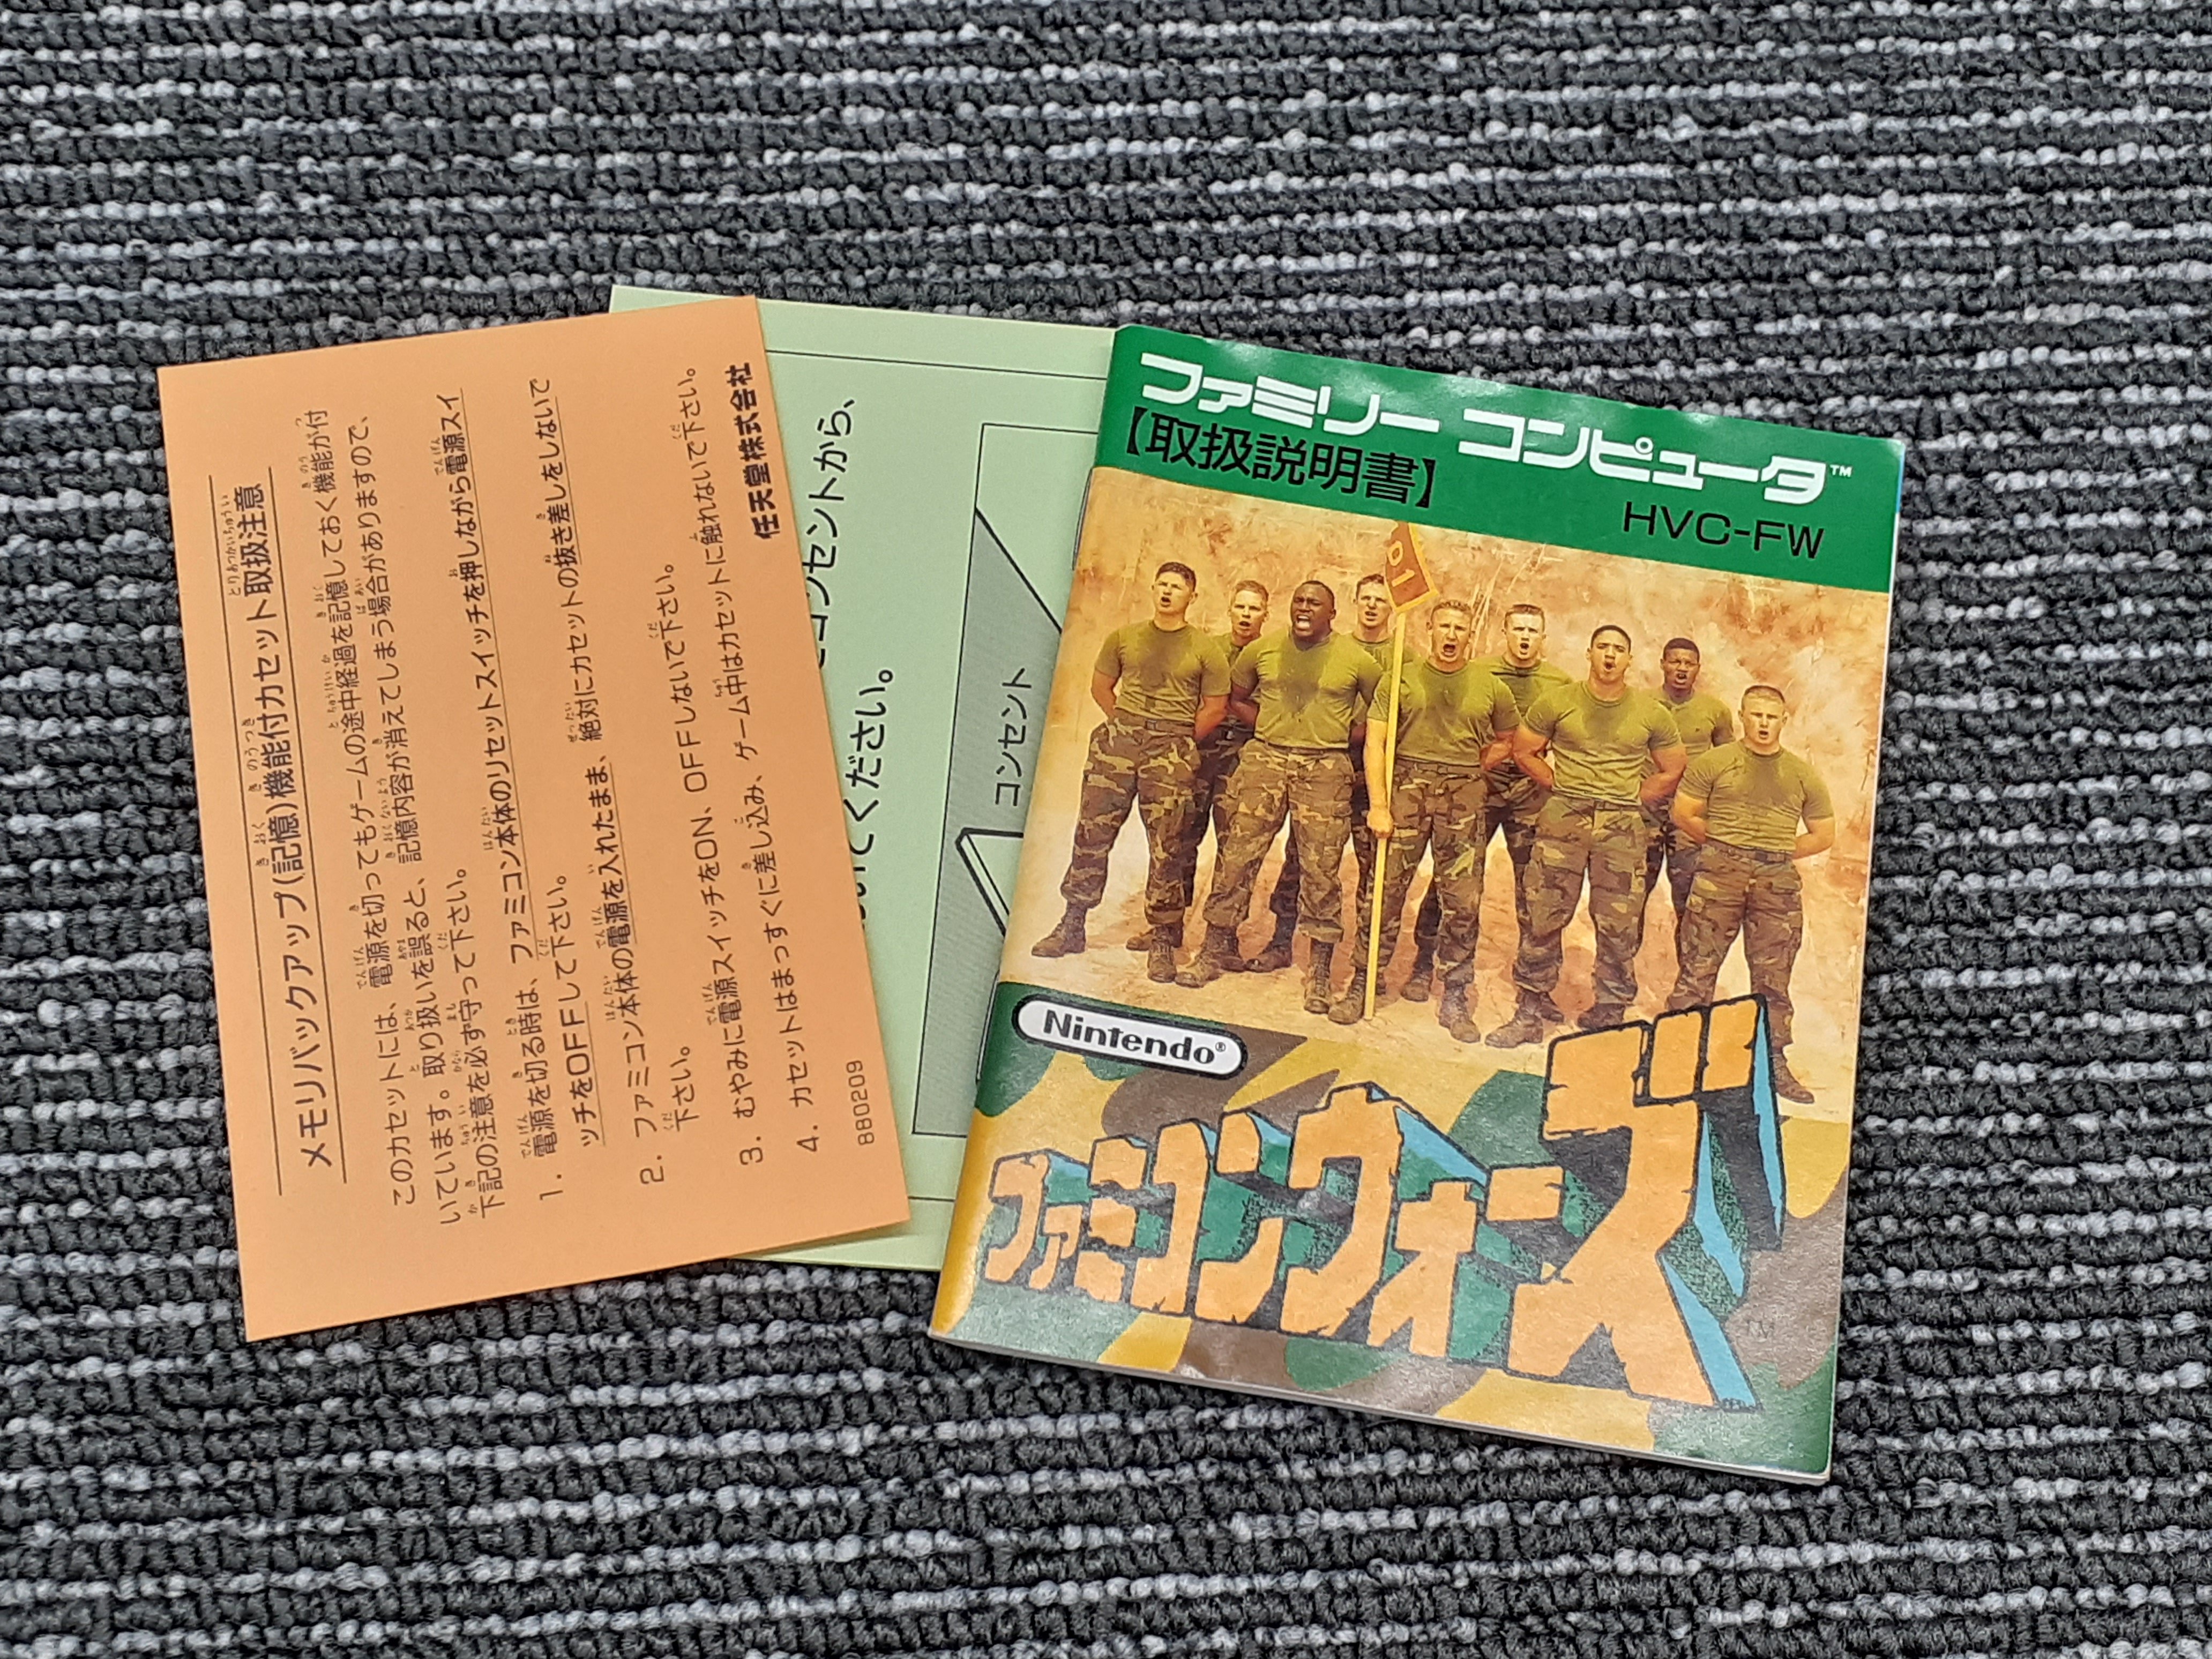 メモリバックアップ(記憶)機能付カセット取扱注意
このカセットには、電源を切ってもゲームの途中経過を記憶しておく機能が付
いています。取り扱いを誤ると、記憶内容が消えてしまう場合がありますので、
下記の注意を必ず守って下さい。
1. 電源を切る時は、ファミコン本体のリセットスイッチを押しながら電源スイ
ッチをOFFして下さい。
2. ファミコン本体の電源を入れたまま、絶対にカセットの抜き差しをしないで
下さい。
3. むやみに電源スイッチをON、OFFしないで下さい。
4. カセットはまっすぐに差し込み、ゲーム中はカセットに触れないで下さい。
880209
任天堂株式会社
コンセントから、
てください。
コンセント
ファミリー コンピュータ™
【取扱説明書】
HVC-FW
01
Nintendo®
ファミコンウォーズ
TM